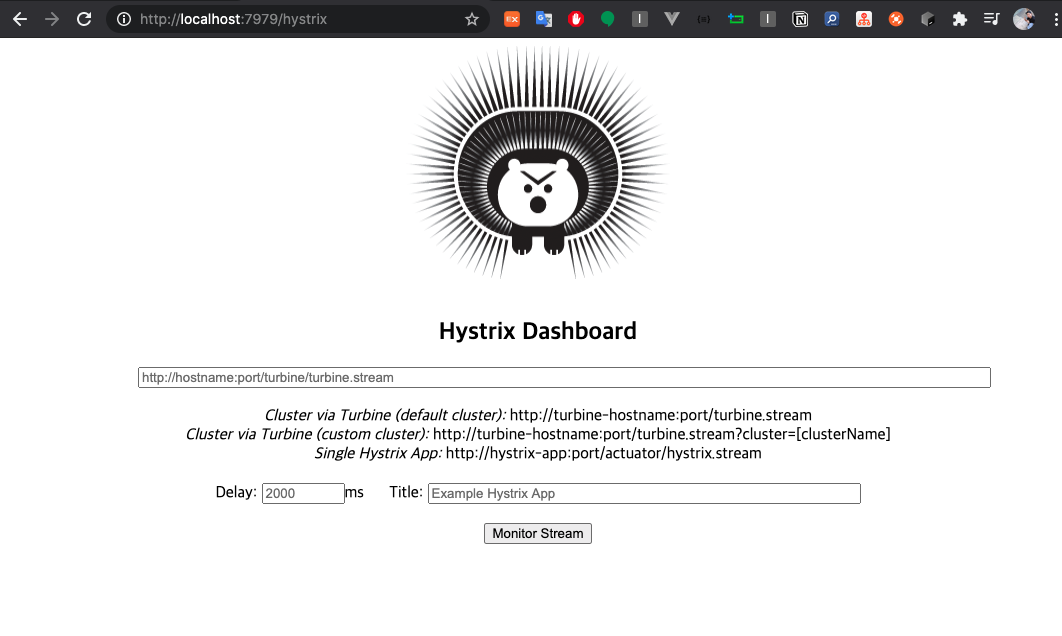 http://localhost:7979/hystrix
Hystrix Dashboard
http://hostname:port/turbine/turbine.stream
Cluster via Turbine (default cluster): http://turbine-hostname:port/turbine.stream
Cluster via Turbine (custom cluster): http://turbine-hostname:port/turbine.stream?cluster=[clusterName]
Single Hystrix App: http://hystrix-app:port/actuator/hystrix.stream
Delay: 2000 ms Title: Example Hystrix App
Monitor Stream